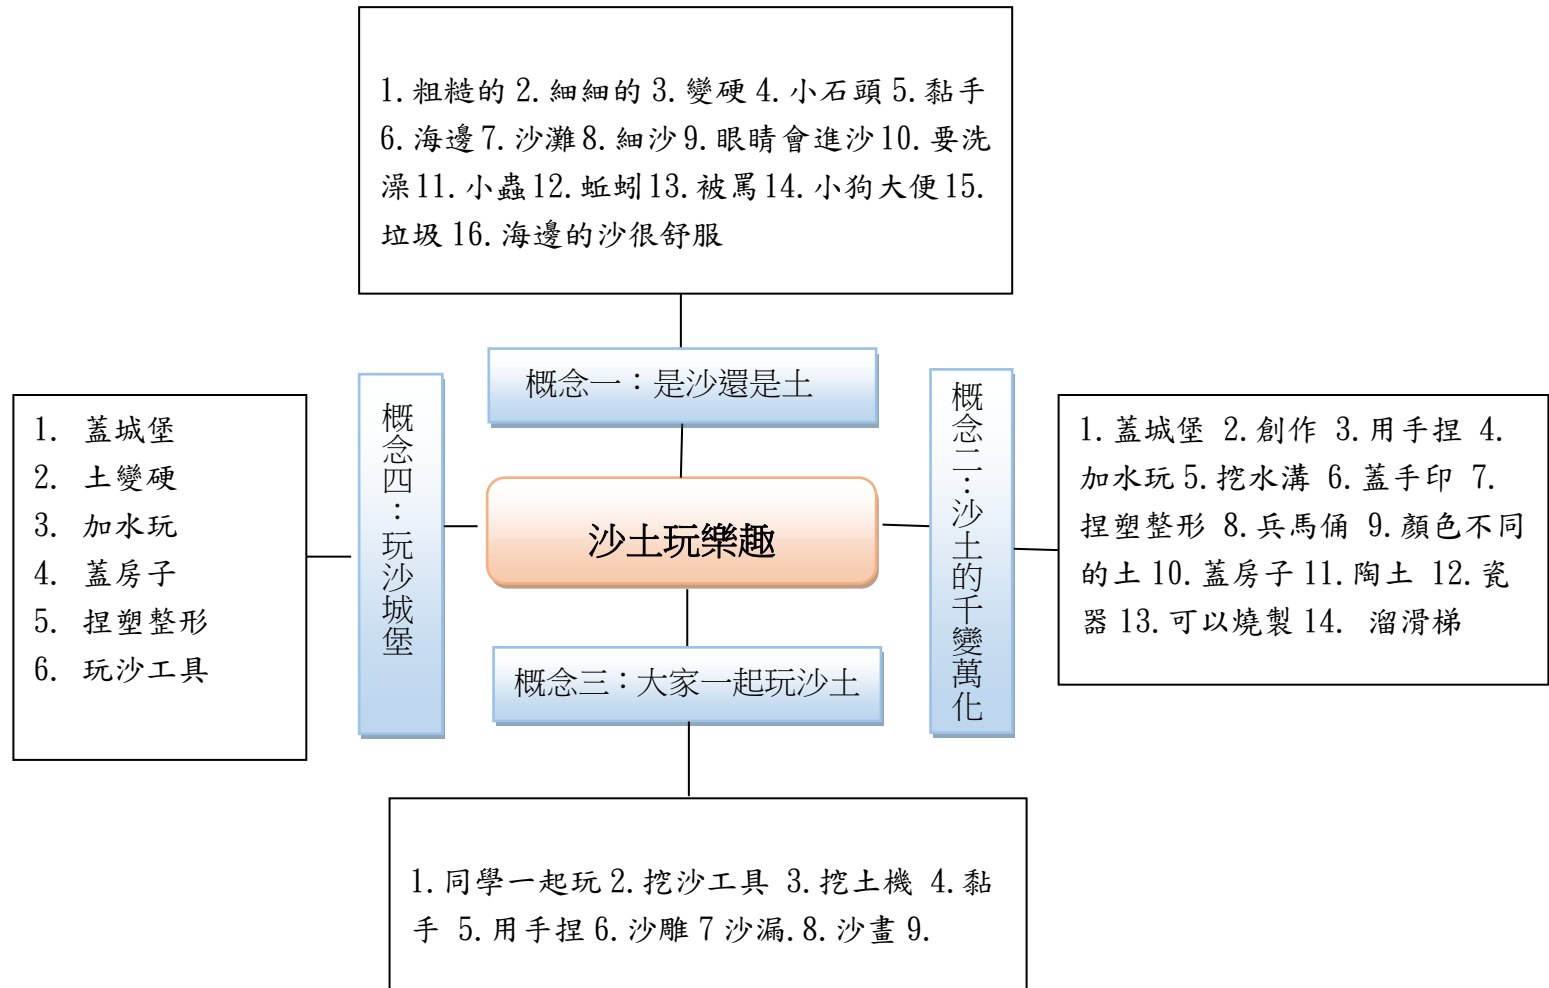 1.粗糙的 2.細細的 3.變硬 4.小石頭 5.黏手
6.海邊 7.沙灘 8.細沙 9.眼睛會進沙 10.要洗
澡 11.小蟲 12.蚯蚓 13.被罵 14.小狗大便 15.
垃圾 16.海邊的沙很舒服
概念一：是沙還是土
概念四：玩沙城堡
1. 蓋城堡
2. 土變硬
3. 加水玩
4. 蓋房子
5. 捏塑整形
6. 玩沙工具
沙土玩樂趣
概念二：沙土的千變萬化
1.蓋城堡 2.創作 3.用手捏 4.
加水玩 5.挖水溝 6.蓋手印 7.
捏塑整形 8.兵馬俑 9.顏色不同
的土 10.蓋房子 11.陶土 12.瓷
器 13.可以燒製 14. 溜滑梯
概念三：大家一起玩沙土
1.同學一起玩 2.挖沙工具 3.挖土機 4.黏
手 5.用手捏 6.沙雕 7 沙漏.8.沙畫 9.